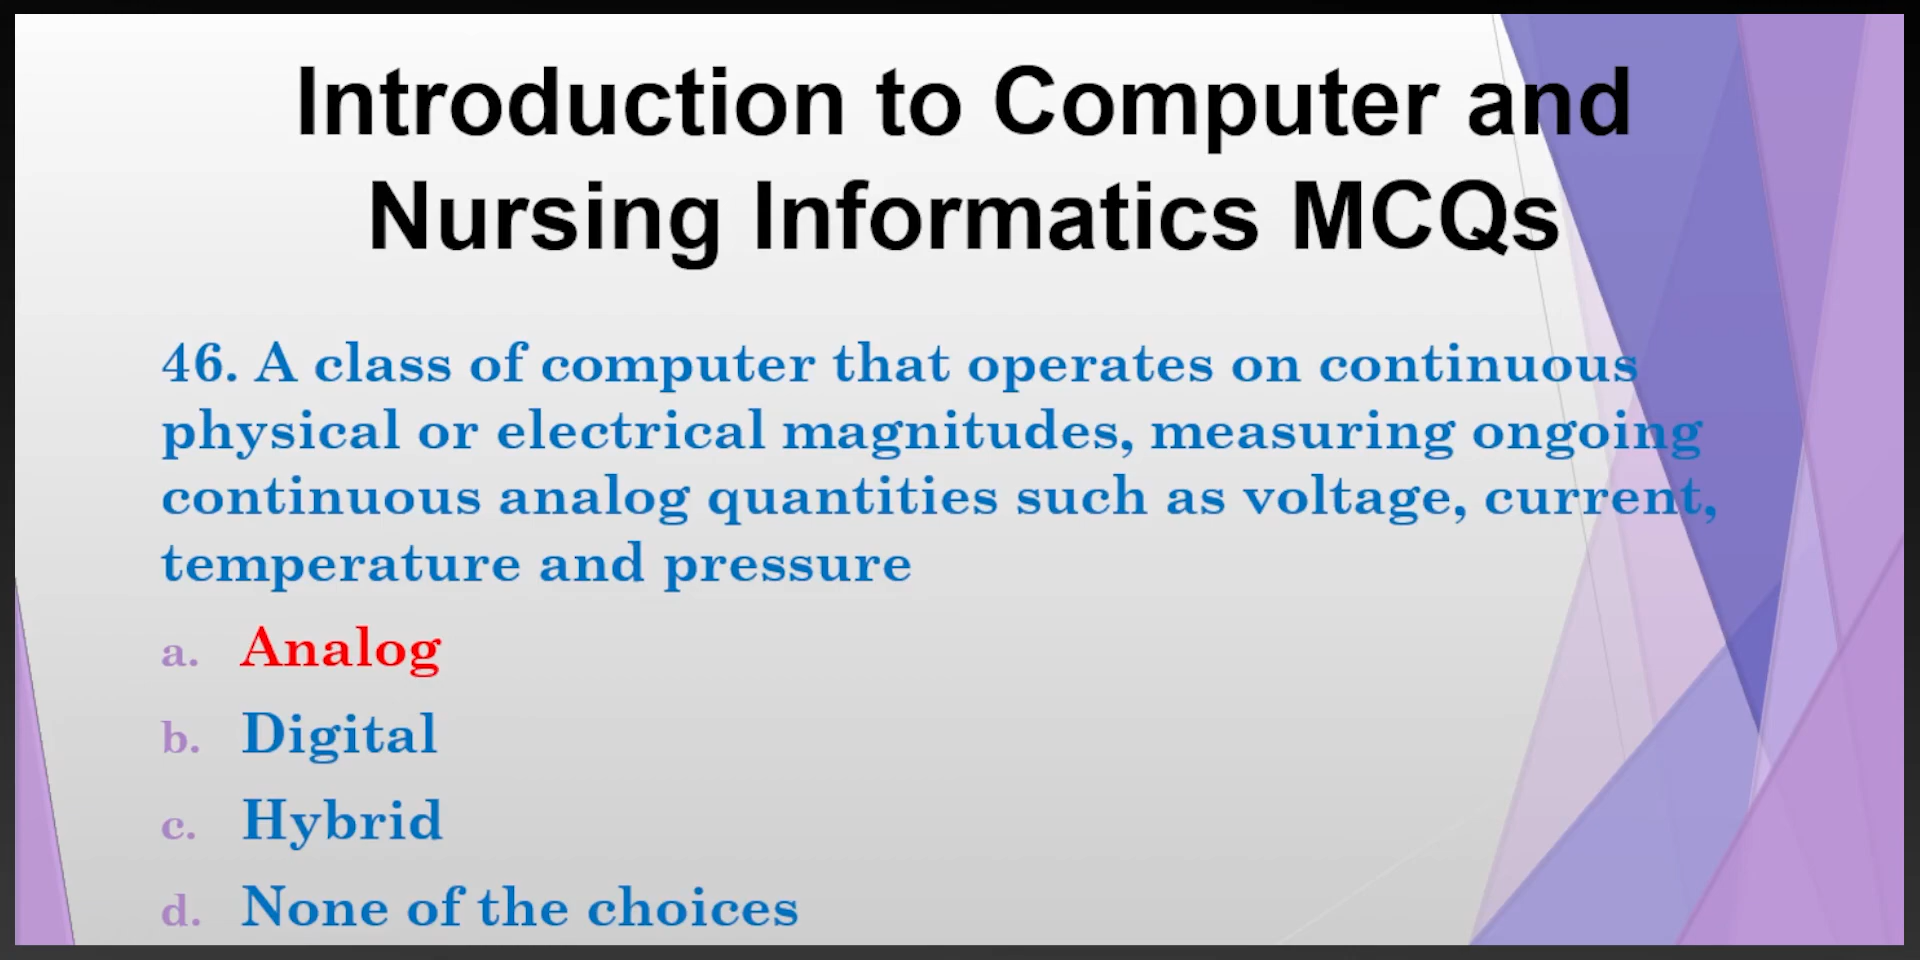 Introduction to Computer and
Nursing Informatics MCQs
46. A class of computer that operates on continuous
physical or electrical magnitudes, measuring ongoing
continuous analog quantities such as voltage, current,
temperature and pressure
a. Analog
b. Digital
c. Hybrid
d. None of the choices